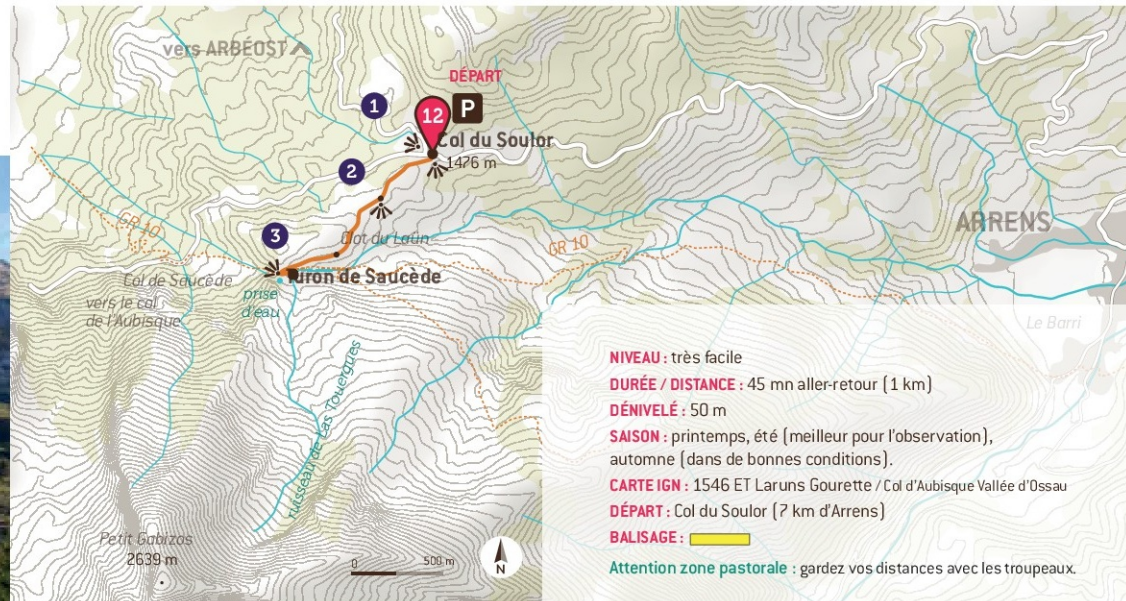 vers ARBÉOST
DÉPART
1
12
P
Col du Soulor
1476 m
2
ARRENS
GR 10
3
Clot du Laün
GR 10
Turon de Saucède
Col de Saucède
prise
d'eau
vers le col
de l'Aubisque
Le Barri
ruisseau de Las Touergues
NIVEAU : très facile
DURÉE / DISTANCE : 45 mn aller-retour (1 km)
DÉNIVELÉ : 50 m
SAISON : printemps, été (meilleur pour l'observation),
automne (dans de bonnes conditions).
CARTE IGN : 1546 ET Laruns Gourette / Col d'Aubisque Vallée d'Ossau
DÉPART : Col du Soulor (7 km d'Arrens)
BALISAGE :
Attention zone pastorale : gardez vos distances avec les troupeaux.
Petit Gabizos
2639 m
0
500 m
N